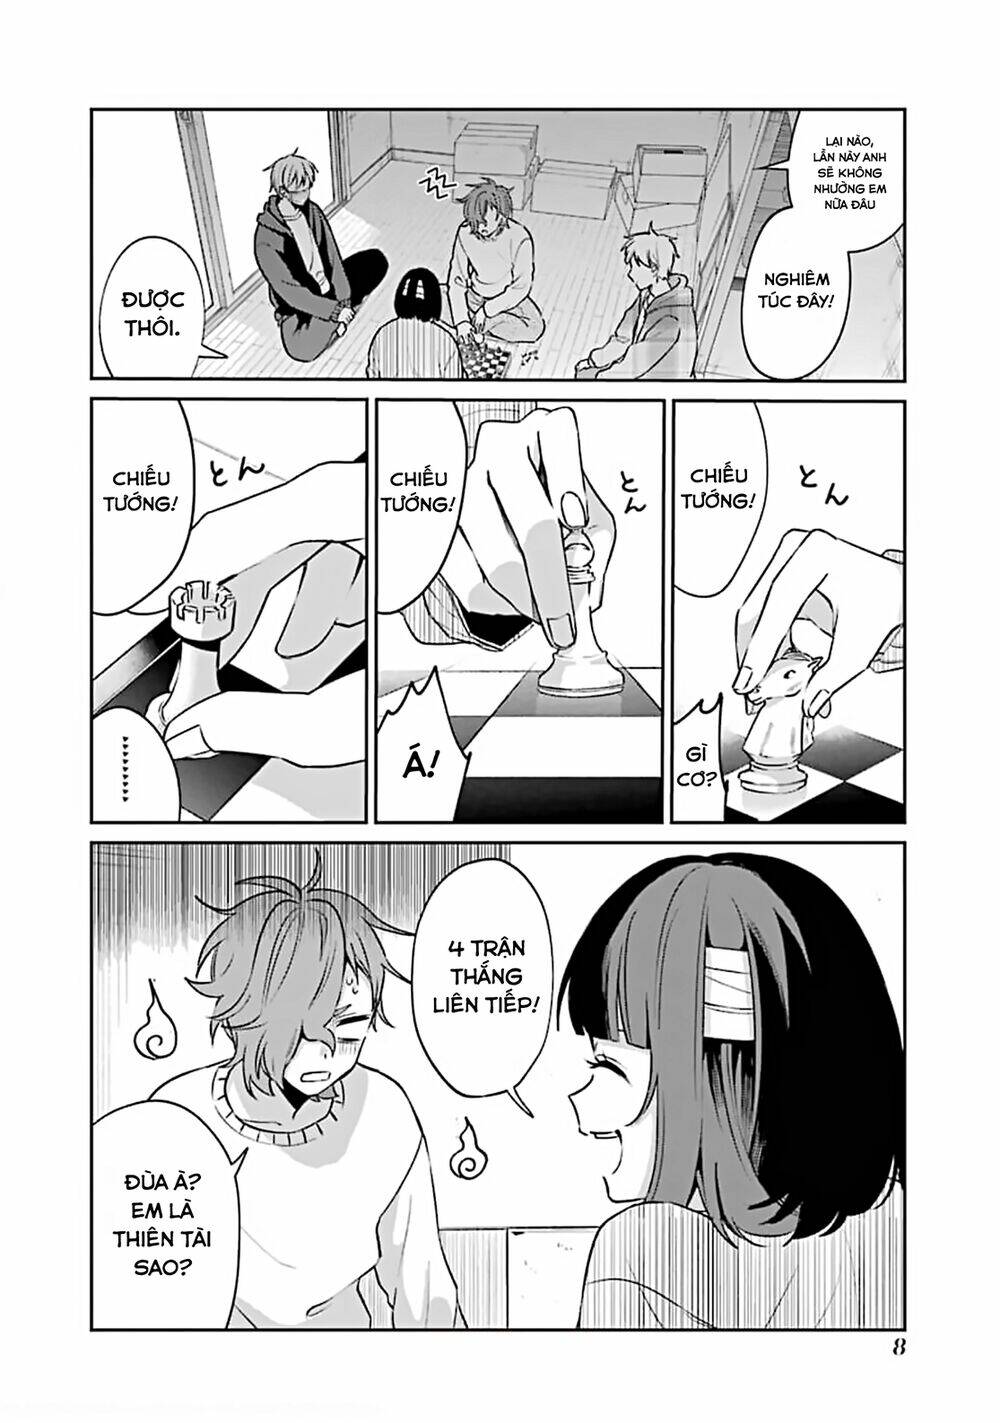 LẠI NÀO,
LẦN NÀY ANH
SẼ KHÔNG
NHƯỜNG EM
NỮA ĐÂU
NGHIÊM
TÚC ĐẤY!
zzz
ĐƯỢC
THÔI.
CHIẾU
TƯỚNG!
とん
GÌ
CƠ?
CHIẾU
TƯỚNG!
とん
Á!
CHIẾU
TƯỚNG!
とん
4 TRẬN
THẮNG
LIÊN TIẾP!
ĐÙA À?
EM LÀ
THIÊN TÀI
SAO?
8